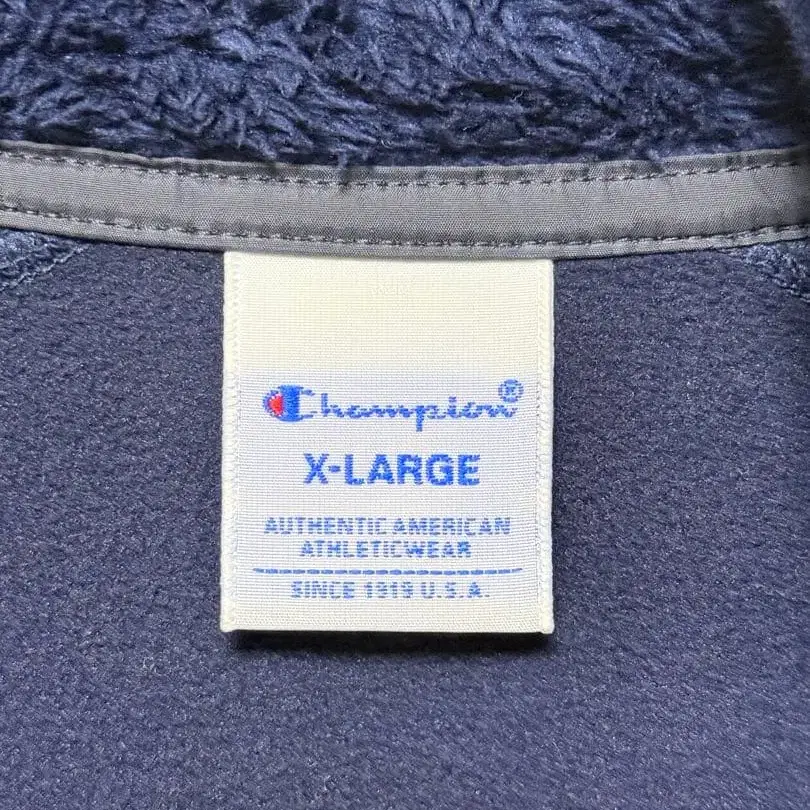 Champion®
X-LARGE
AUTHENTIC AMERICAN
ATHLETICWEAR
SINCE 1919 U.S.A.